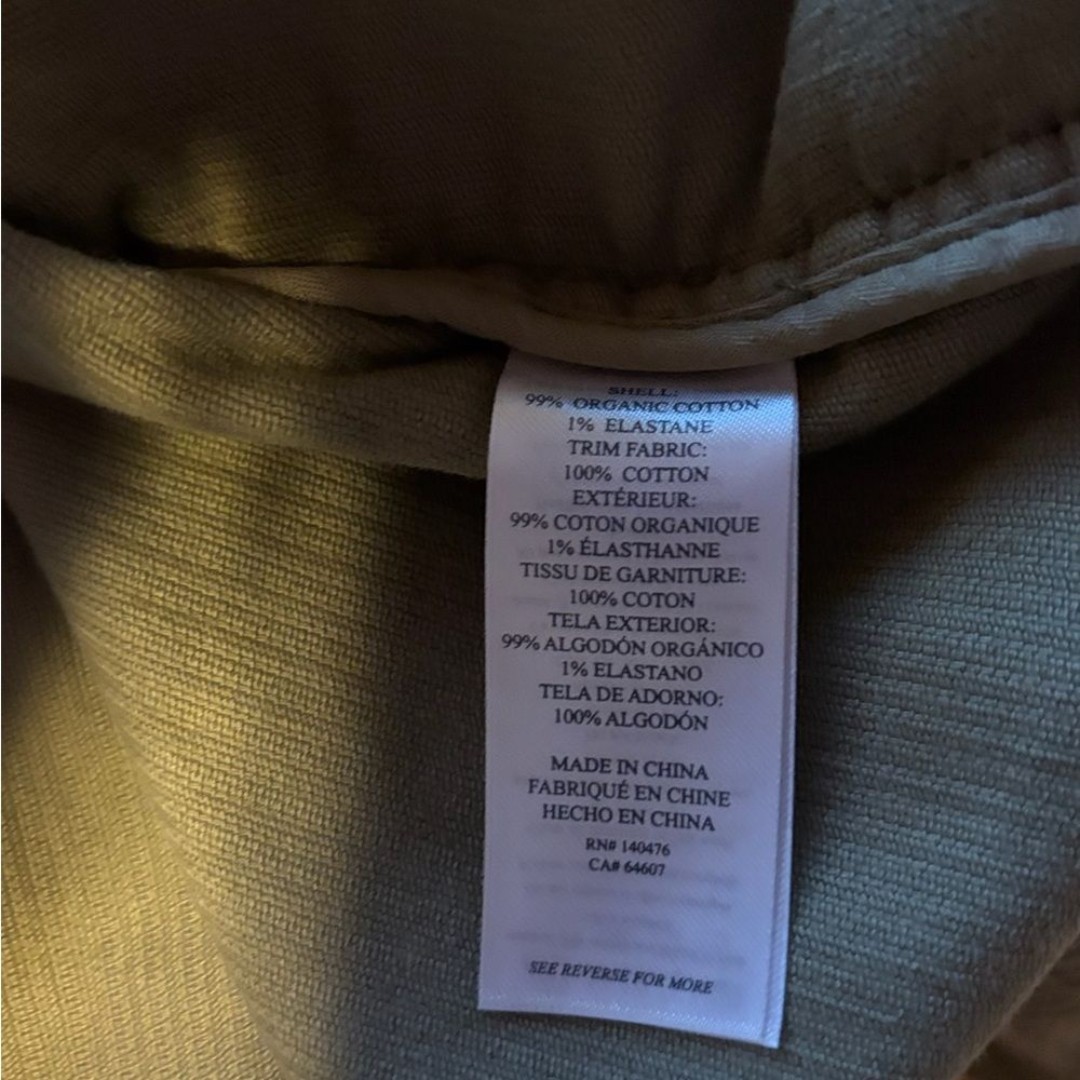 SHELL:
99% ORGANIC COTTON
1% ELASTANE
TRIM FABRIC:
100% COTTON
EXTÉRIEUR:
99% COTON ORGANIQUE
1% ÉLASTHANNE
TISSU DE GARNITURE:
100% COTON
TELA EXTERIOR:
99% ALGODÓN ORGÁNICO
1% ELASTANO
TELA DE ADORNO:
100% ALGODÓN
MADE IN CHINA
FABRIQUÉ EN CHINE
HECHO EN CHINA
RN# 140476
CA# 64607
SEE REVERSE FOR MORE